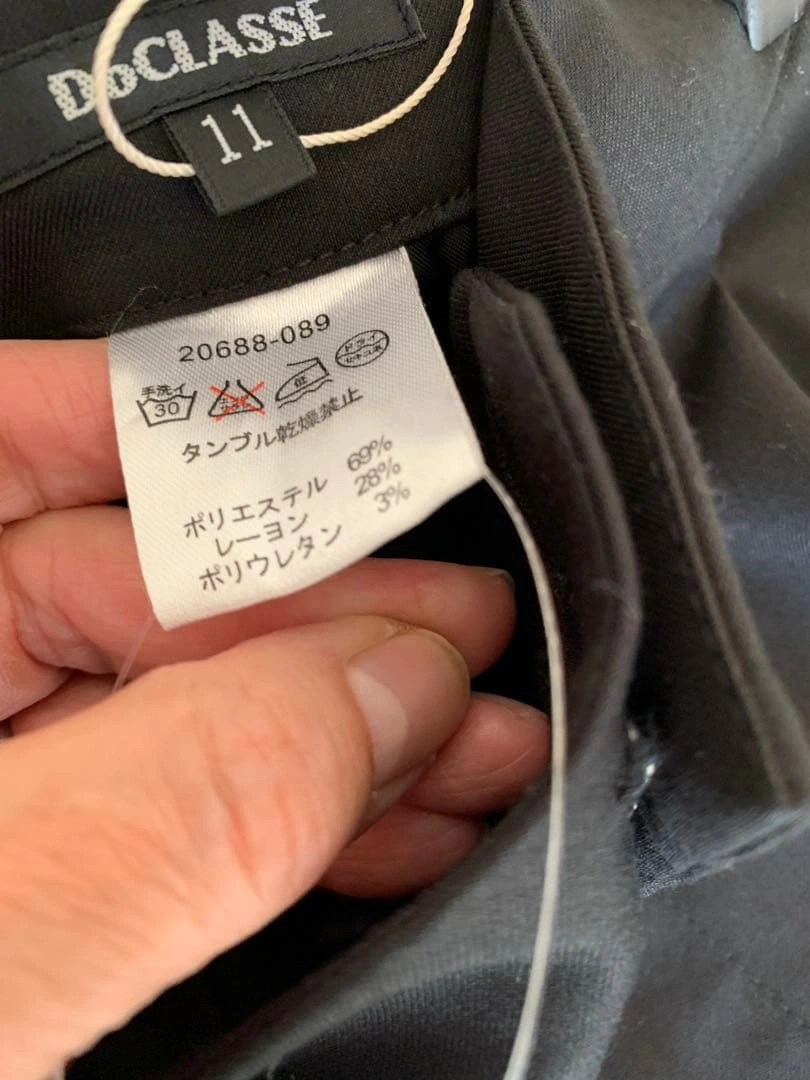 DoCLASSE
11
20688-089
手洗イ
30
低
ドライ
セキユ系
タンブル乾燥禁止
ポリエステル 69%
レーヨン 28%
ポリウレタン 3%